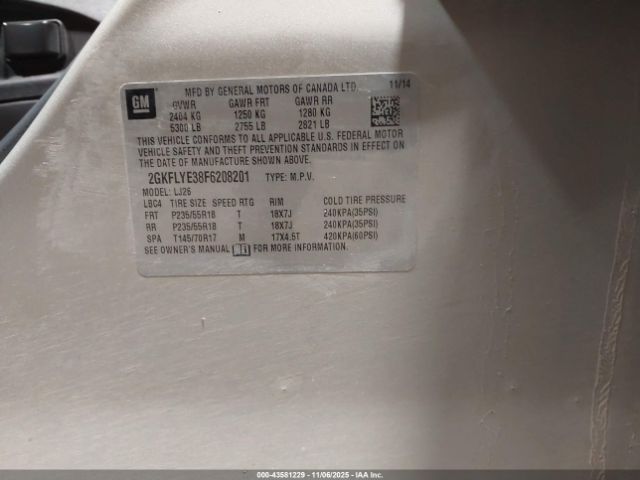 MFD BY GENERAL MOTORS OF CANADA LTD. 11/14
GM
GVWR GAWR FRT GAWR RR
2404 KG 1250 KG 1280 KG
5300 LB 2755 LB 2821 LB
THIS VEHICLE CONFORMS TO ALL APPLICABLE U.S. FEDERAL MOTOR
VEHICLE SAFETY AND THEFT PREVENTION STANDARDS IN EFFECT ON
THE DATE OF MANUFACTURE SHOWN ABOVE.
2GKFLYE38F6208201 TYPE: M.P.V.
MODEL: LJ26
LBC4 TIRE SIZE SPEED RTG RIM COLD TIRE PRESSURE
FRT P235/55R18 T 18X7J 240KPA(35PSI)
RR P235/55R18 T 18X7J 240KPA(35PSI)
SPA T145/70R17 M 17X4.5T 420KPA(60PSI)
SEE OWNER'S MANUAL FOR MORE INFORMATION.
000-43581229 - 11/06/2025 - IAA Inc.